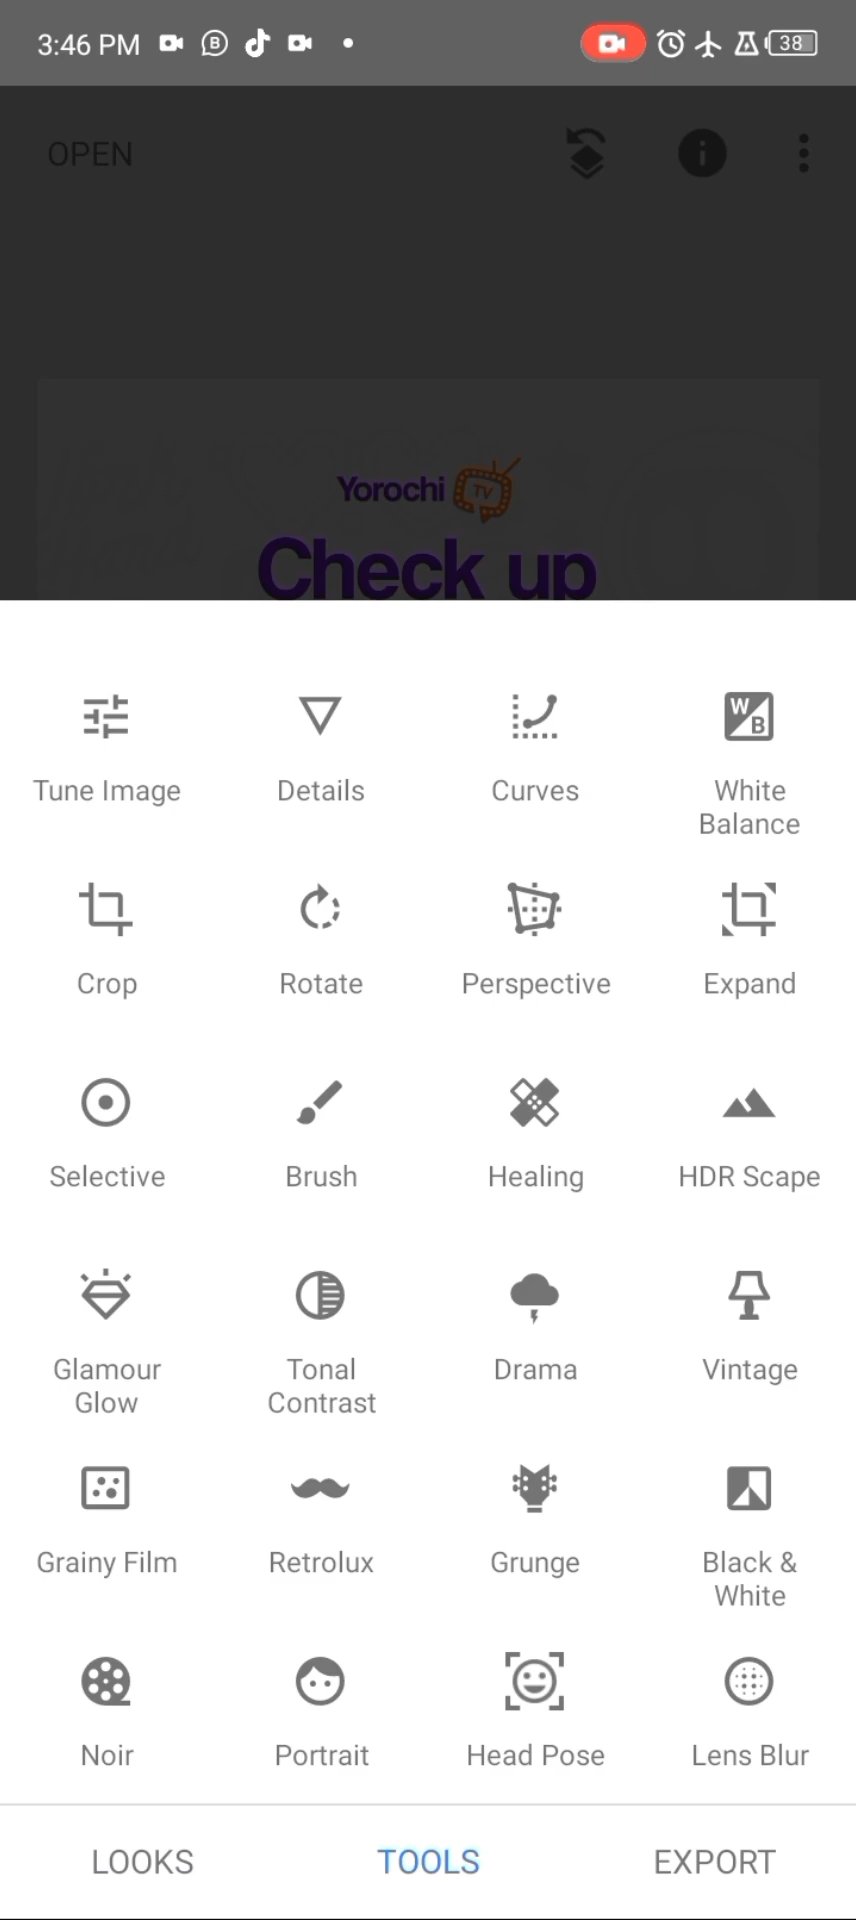 3:46 PM
38
OPEN
Yorochi TV
Check up
Tune Image
Details
Curves
White
Balance
Crop
Rotate
Perspective
Expand
Selective
Brush
Healing
HDR Scape
Glamour
Glow
Tonal
Contrast
Drama
Vintage
Grainy Film
Retrolux
Grunge
Black &
White
Noir
Portrait
Head Pose
Lens Blur
LOOKS
TOOLS
EXPORT